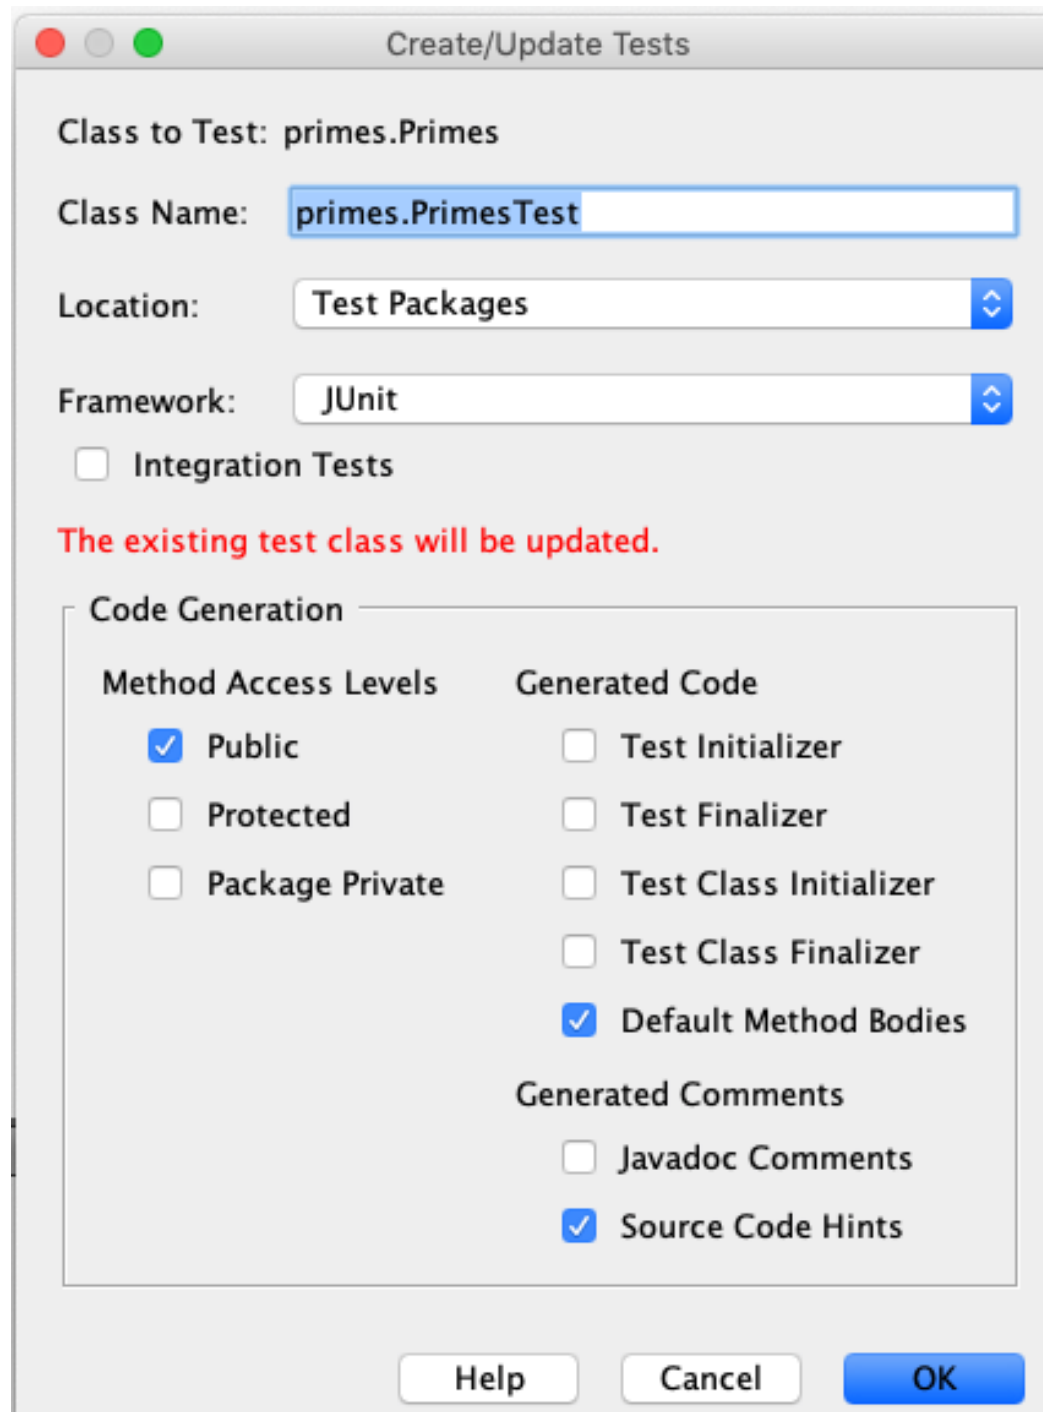 Create/Update Tests
Class to Test: primes.Primes
Class Name: primes.PrimesTest
Location: Test Packages
Framework: JUnit
Integration Tests
The existing test class will be updated.
Code Generation
Method Access Levels
Public
Protected
Package Private
Generated Code
Test Initializer
Test Finalizer
Test Class Initializer
Test Class Finalizer
Default Method Bodies
Generated Comments
Javadoc Comments
Source Code Hints
Help Cancel OK